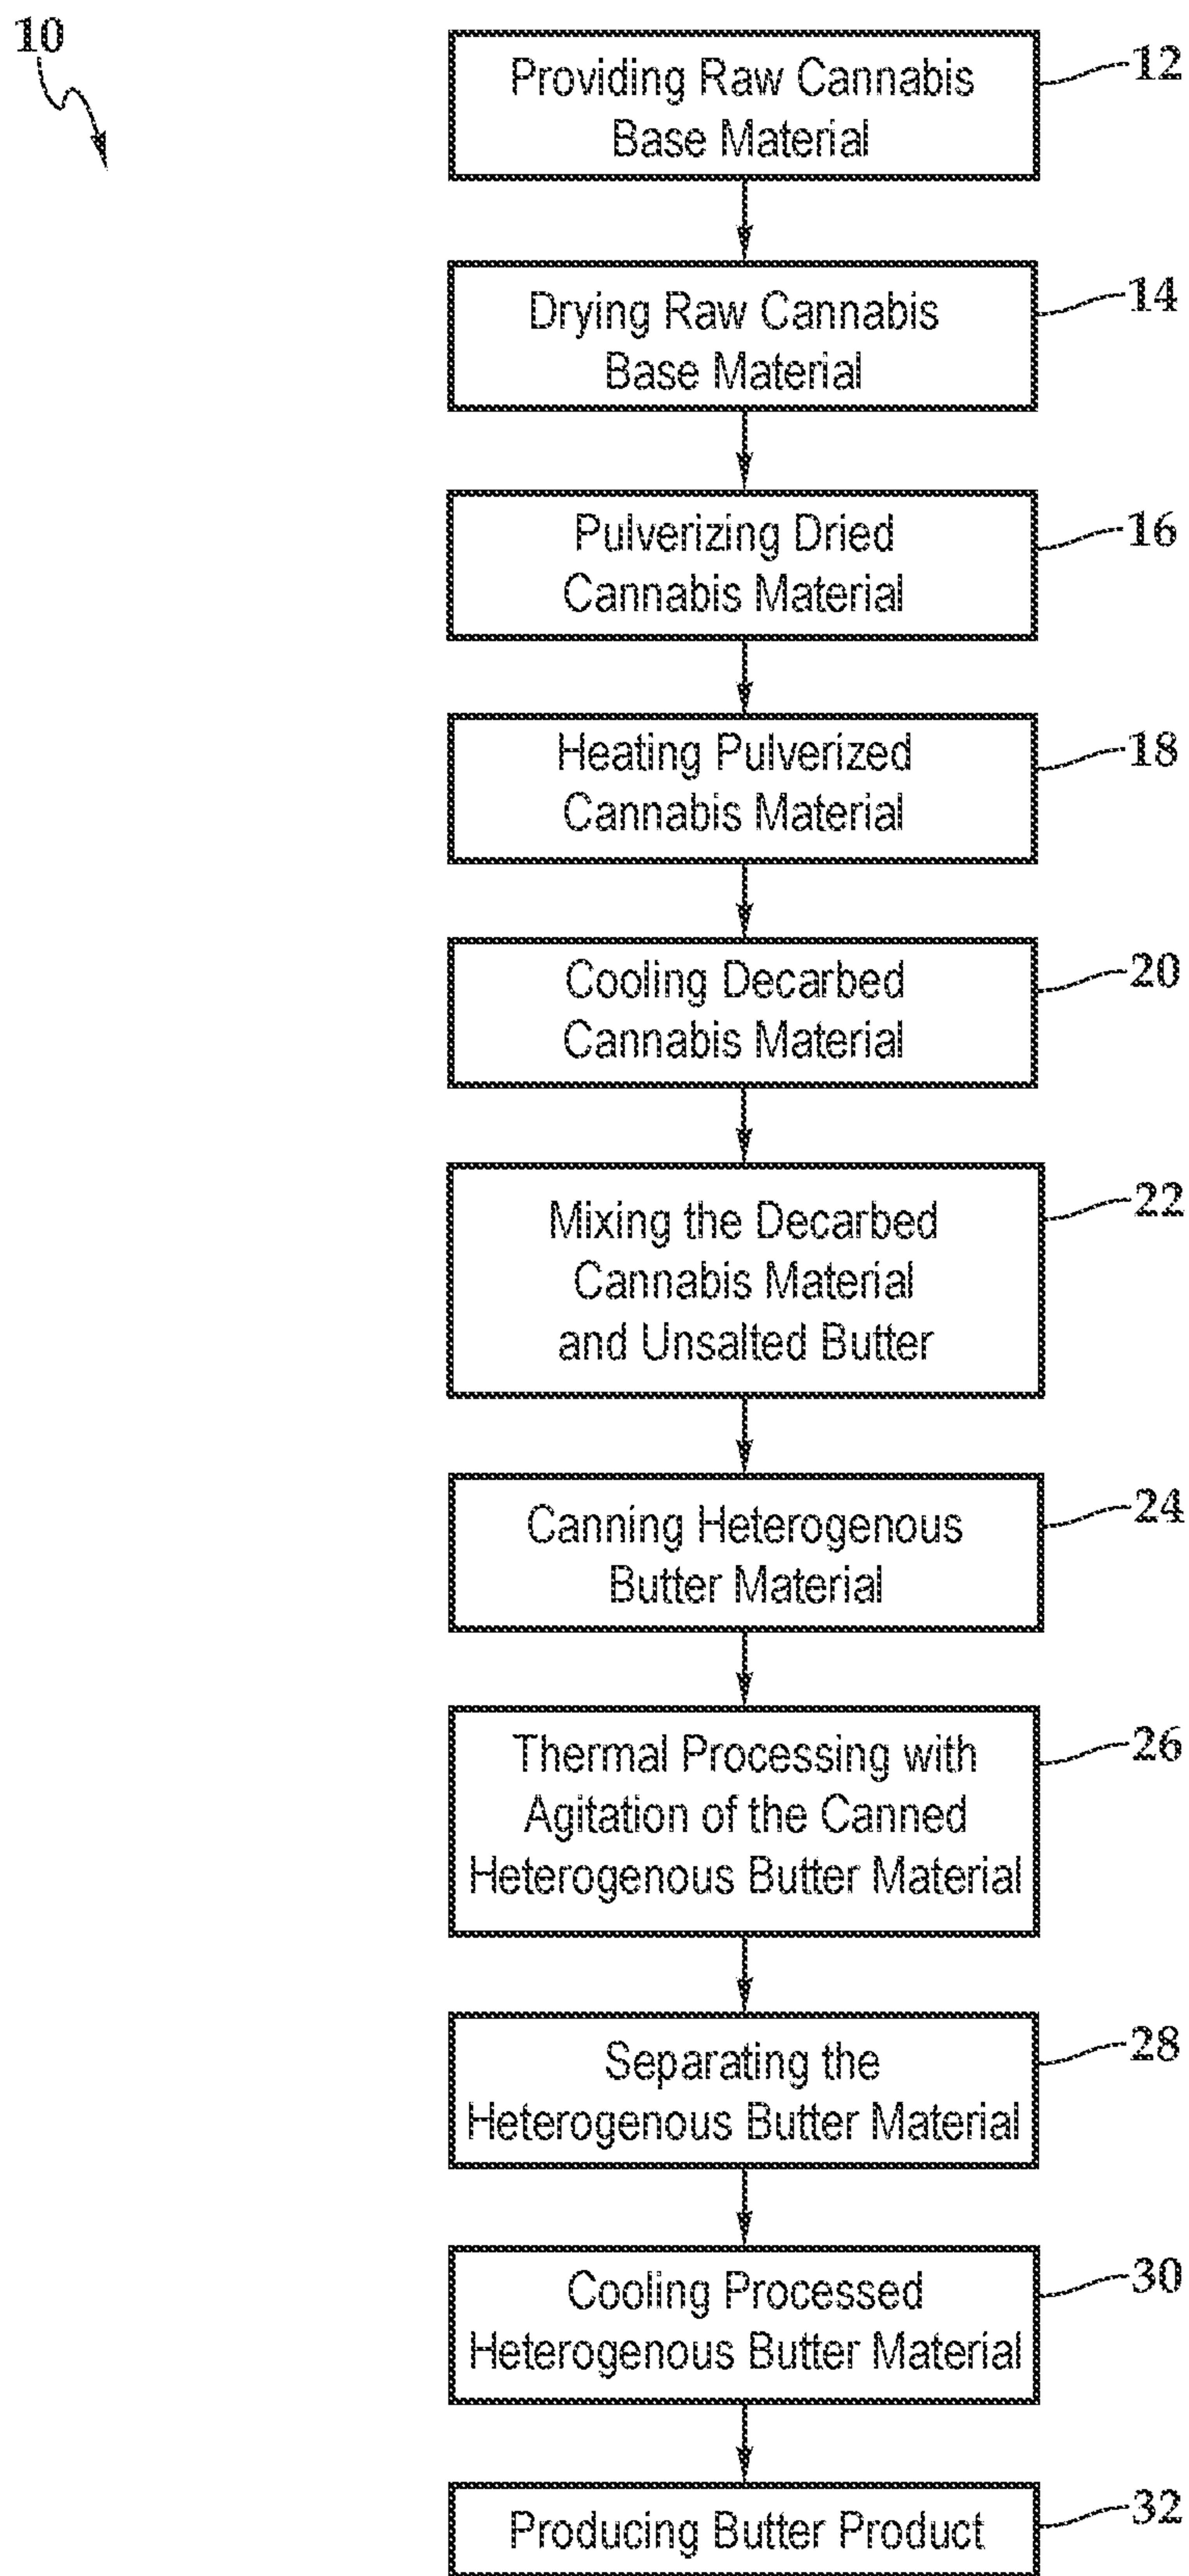 10
Providing Raw Cannabis
Base Material
12
Drying Raw Cannabis
Base Material
14
Pulverizing Dried
Cannabis Material
16
Heating Pulverized
Cannabis Material
18
Cooling Decarbed
Cannabis Material
20
Mixing the Decarbed
Cannabis Material
and Unsalted Butter
22
Canning Heterogenous
Butter Material
24
Thermal Processing with
Agitation of the Canned
Heterogenous Butter Material
26
Separating the
Heterogenous Butter Material
28
Cooling Processed
Heterogenous Butter Material
30
Producing Butter Product
32